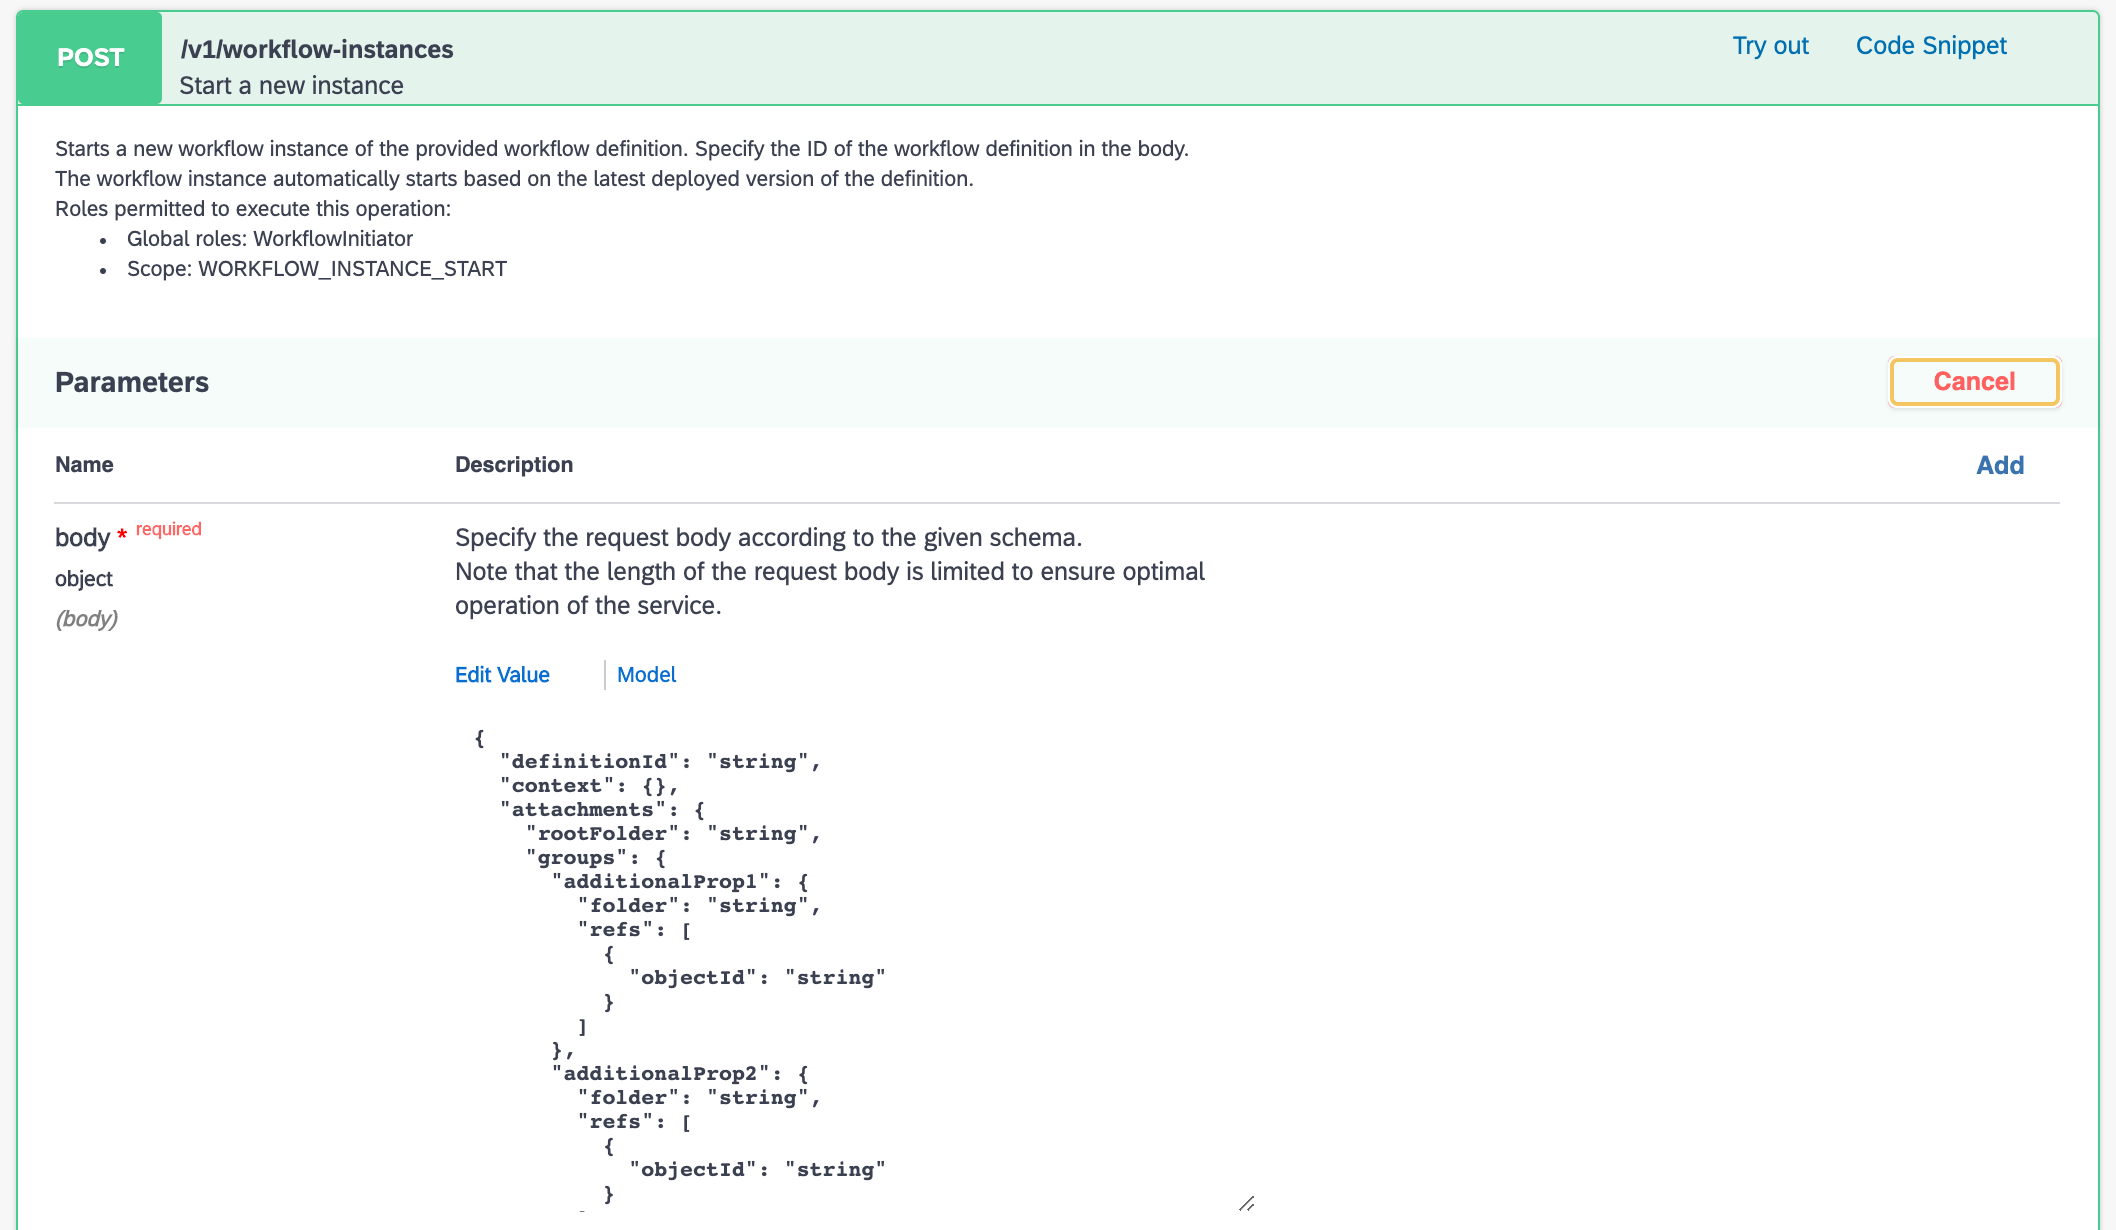 POST
/v1/workflow-instances
Start a new instance
Try out
Code Snippet
Starts a new workflow instance of the provided workflow definition. Specify the ID of the workflow definition in the body.
The workflow instance automatically starts based on the latest deployed version of the definition.
Roles permitted to execute this operation:
• Global roles: WorkflowInitiator
• Scope: WORKFLOW_INSTANCE_START
Parameters
Cancel
Name
Description
Add
body * required
object
(body)
Specify the request body according to the given schema.
Note that the length of the request body is limited to ensure optimal
operation of the service.
Edit Value
Model
{
  "definitionId": "string",
  "context": {},
  "attachments": {
    "rootFolder": "string",
    "groups": {
      "additionalProp1": {
        "folder": "string",
        "refs": [
          {
            "objectId": "string"
          }
        ]
      },
      "additionalProp2": {
        "folder": "string",
        "refs": [
          {
            "objectId": "string"
          }